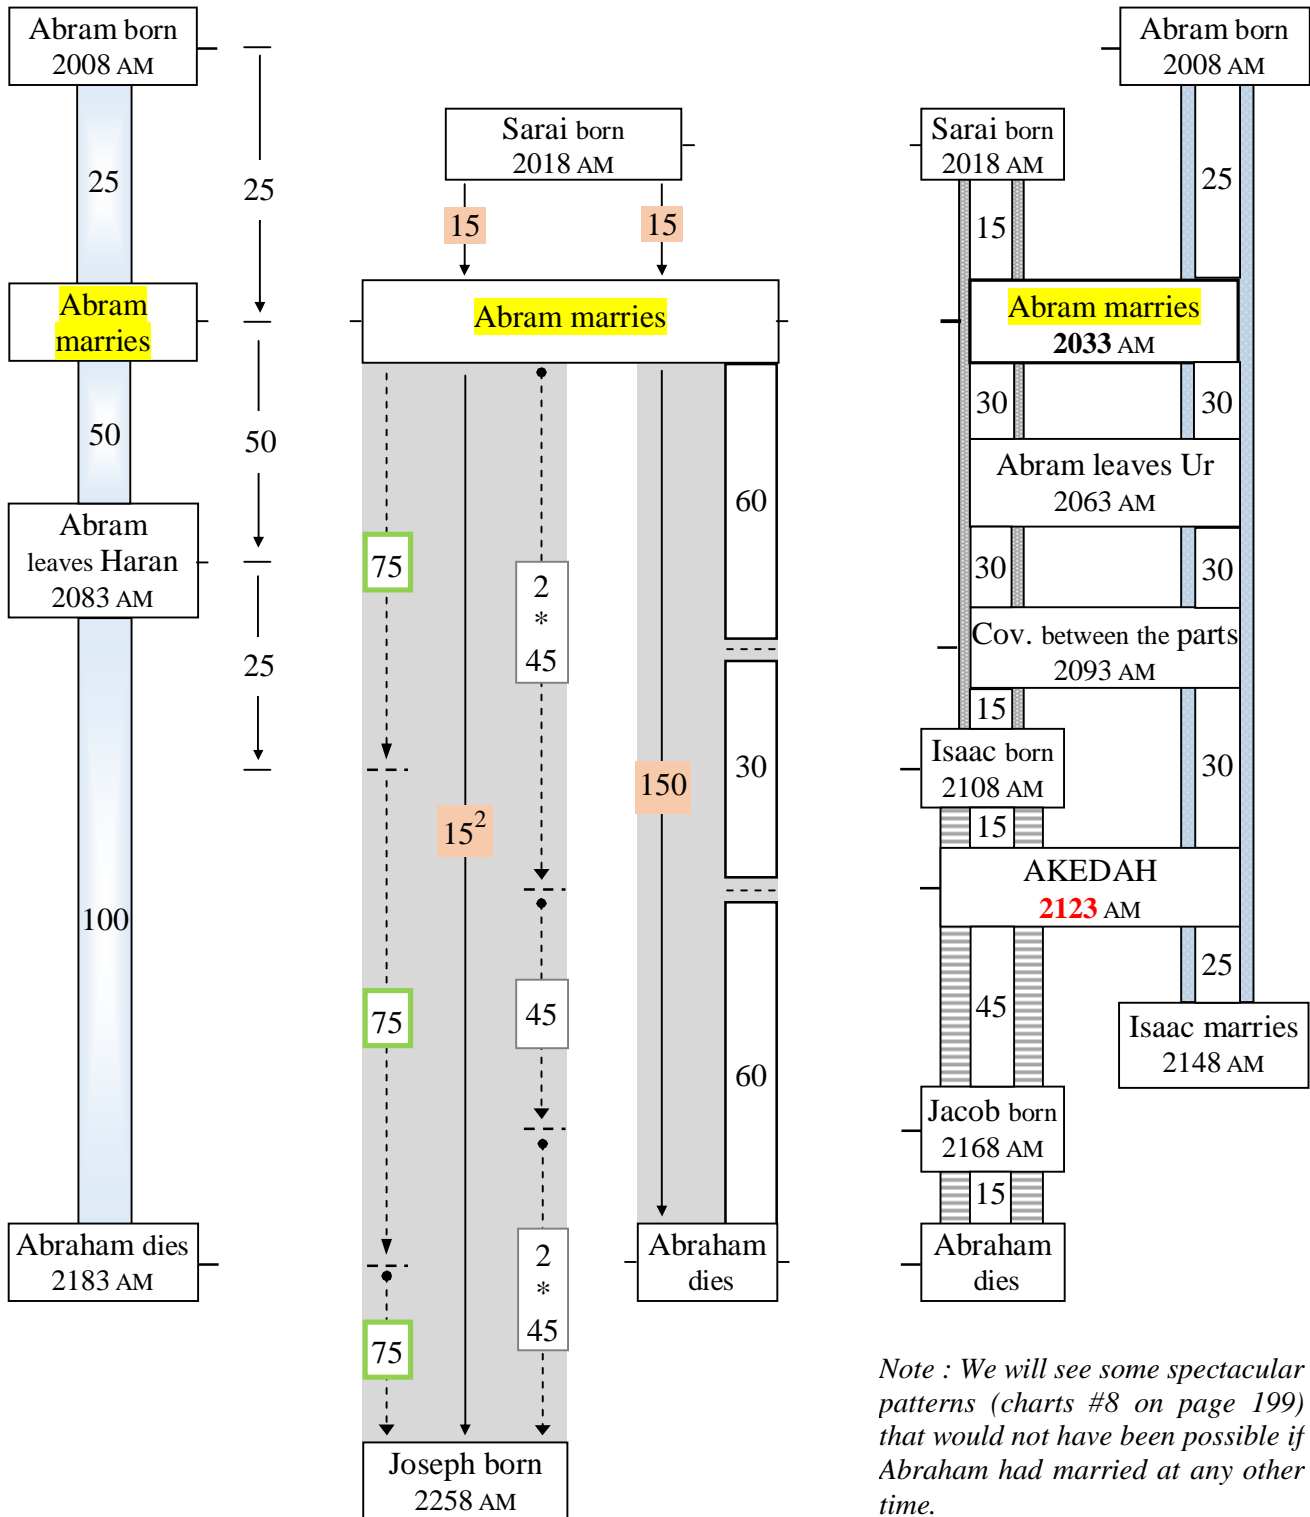 Abram born
2008 AM
25
Abram
marries
50
Abram
leaves Haran
2083 AM
100
Abraham dies
2183 AM
25
50
25
Sarai born
2018 AM
15
15
Abram marries
75
75
75
15²
2
*
45
45
2
*
45
150
60
30
60
Abraham
dies
Joseph born
2258 AM
Abram born
2008 AM
Sarai born
2018 AM
25
15
Abram marries
2033 AM
30
30
Abram leaves Ur
2063 AM
30
30
Cov. between the parts
2093 AM
15
30
Isaac born
2108 AM
15
AKEDAH
2123 AM
45
25
Isaac marries
2148 AM
Jacob born
2168 AM
15
Abraham
dies
Note : We will see some spectacular
patterns (charts #8 on page 199)
that would not have been possible if
Abraham had married at any other
time.